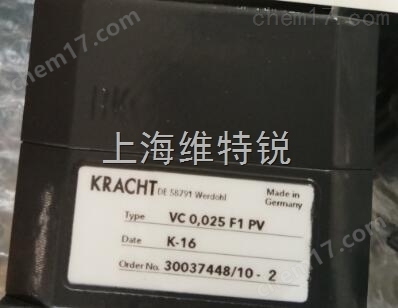 chem17.com
上海维特锐
KRACHT DE 58791 Werdohl
Made in
Germany
Type VC 0,025 F1 PV
Date K-16
Order No. 30037448/10 - 2